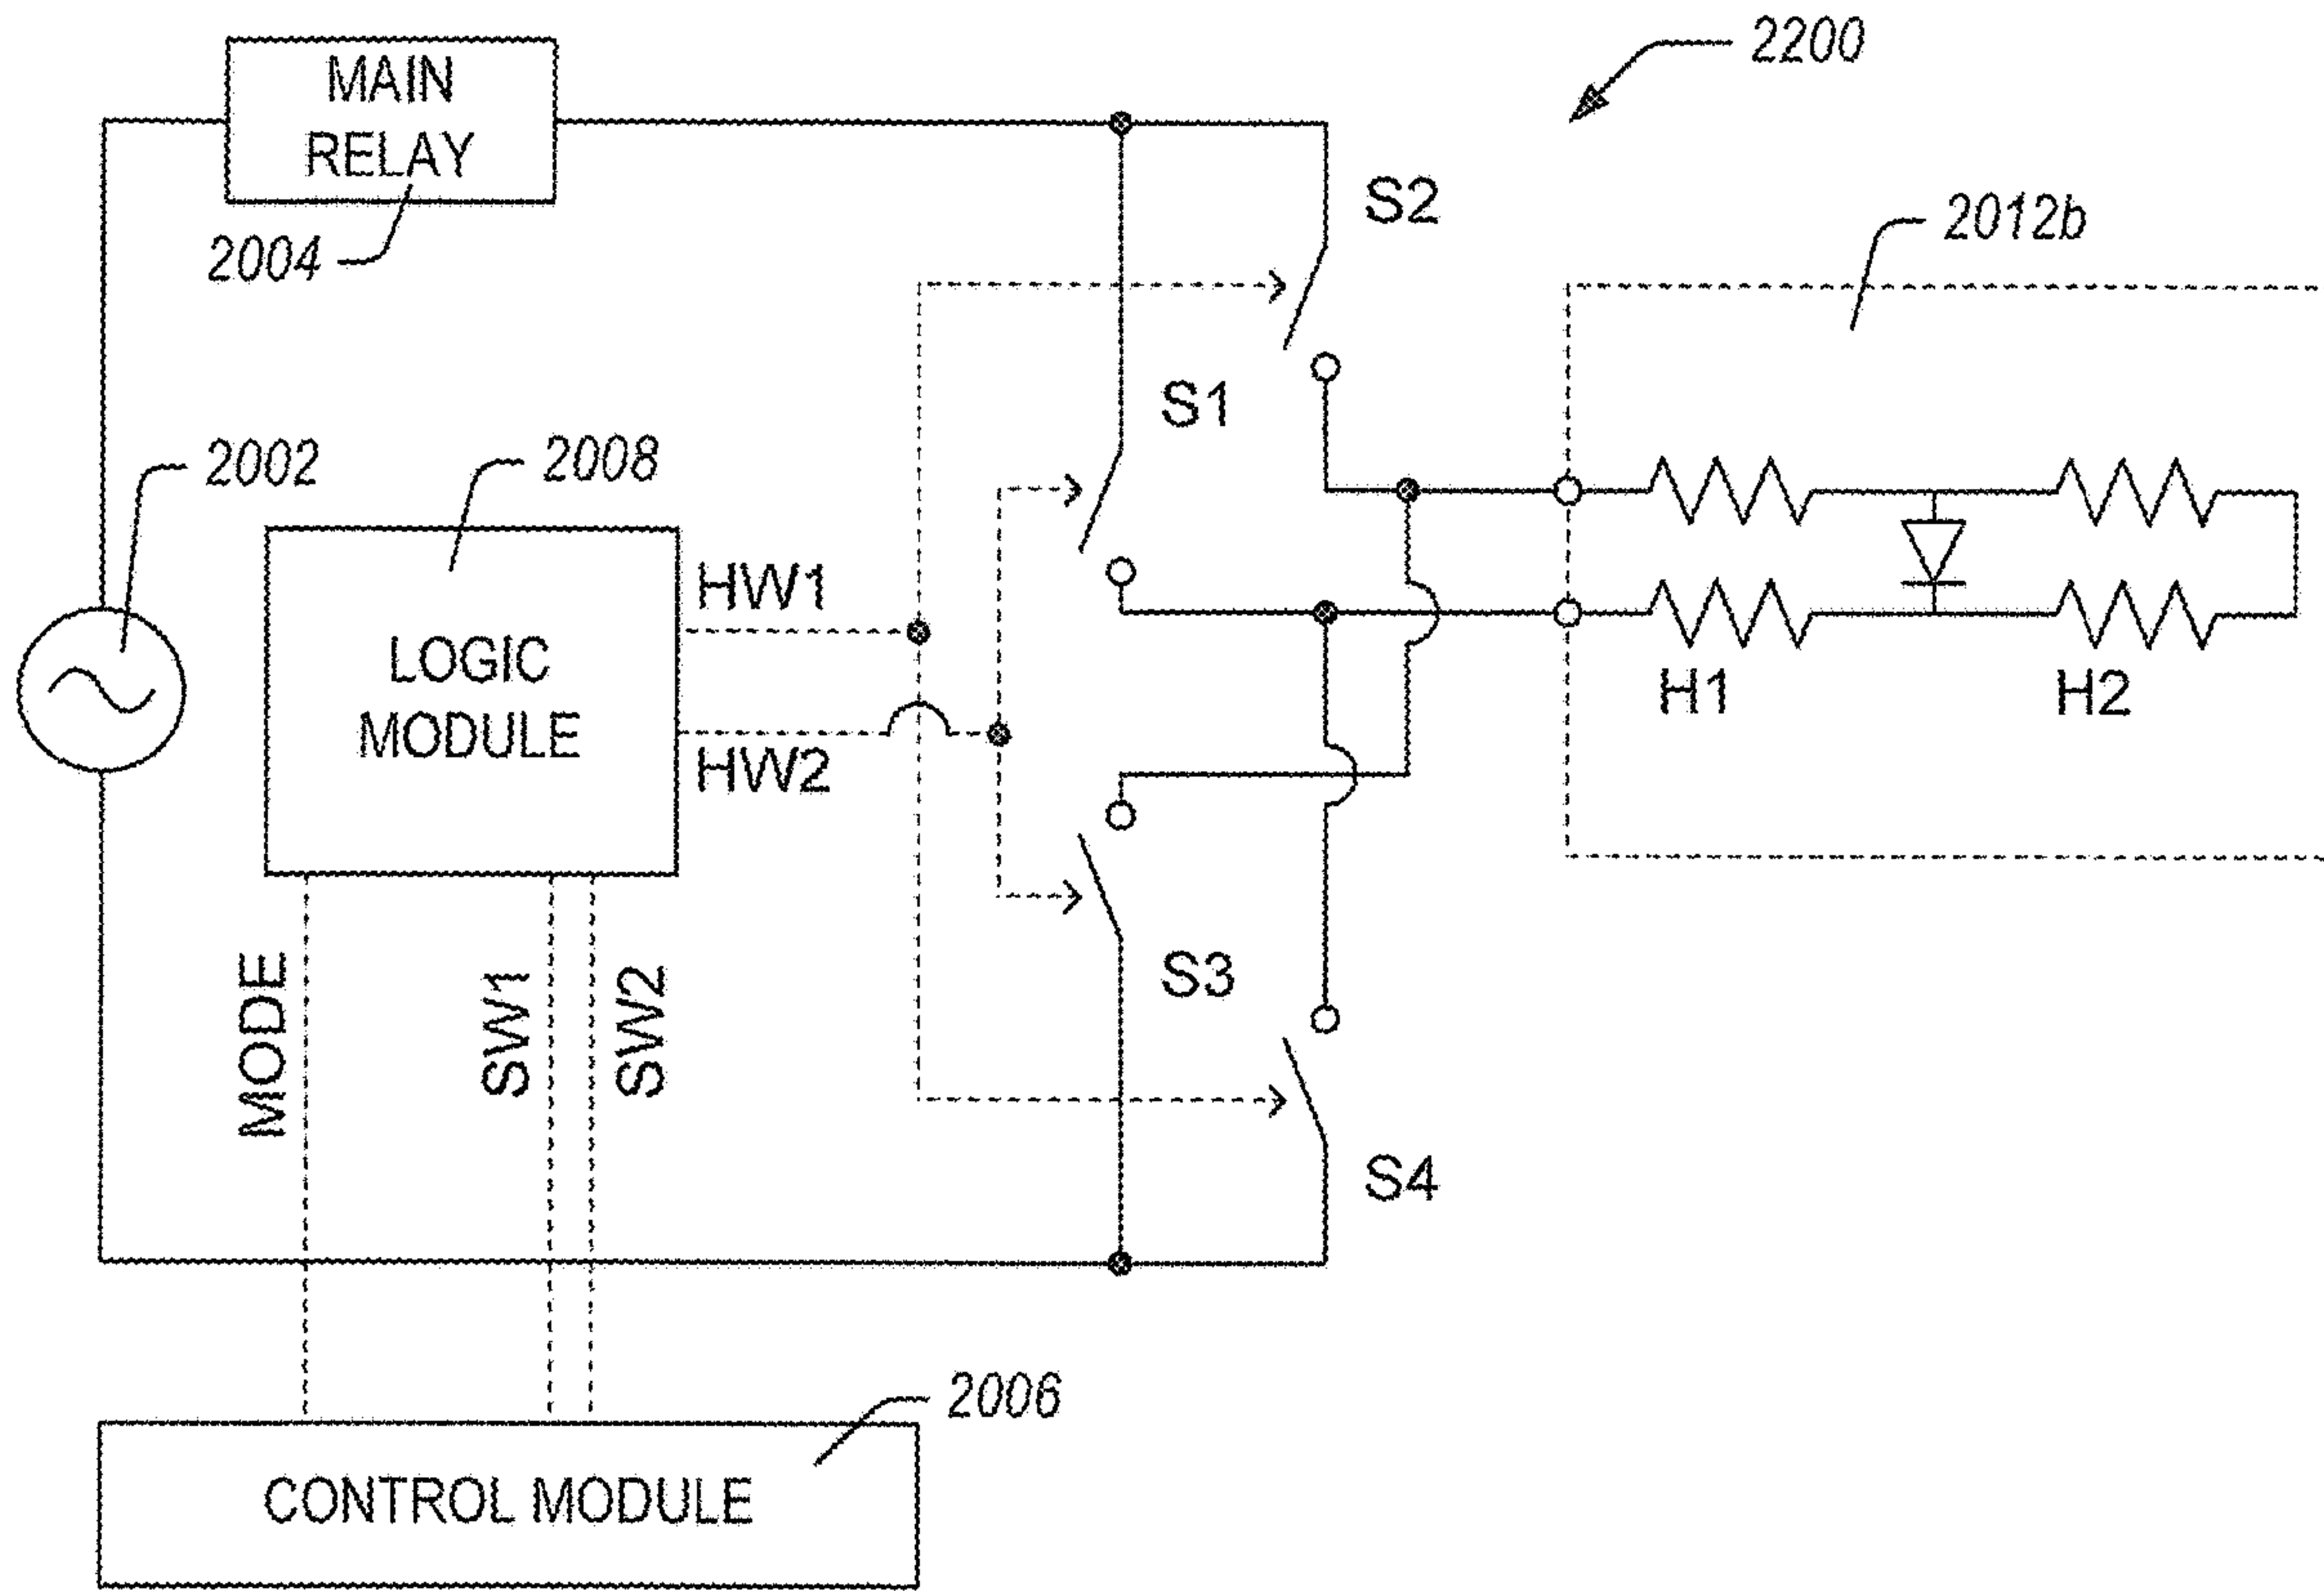 2200
MAIN
RELAY
2004
S2
2012b
S1
2002
2008
HW1
LOGIC
MODULE
HW2
H1
H2
MODE
SW1
SW2
S3
S4
2006
CONTROL MODULE